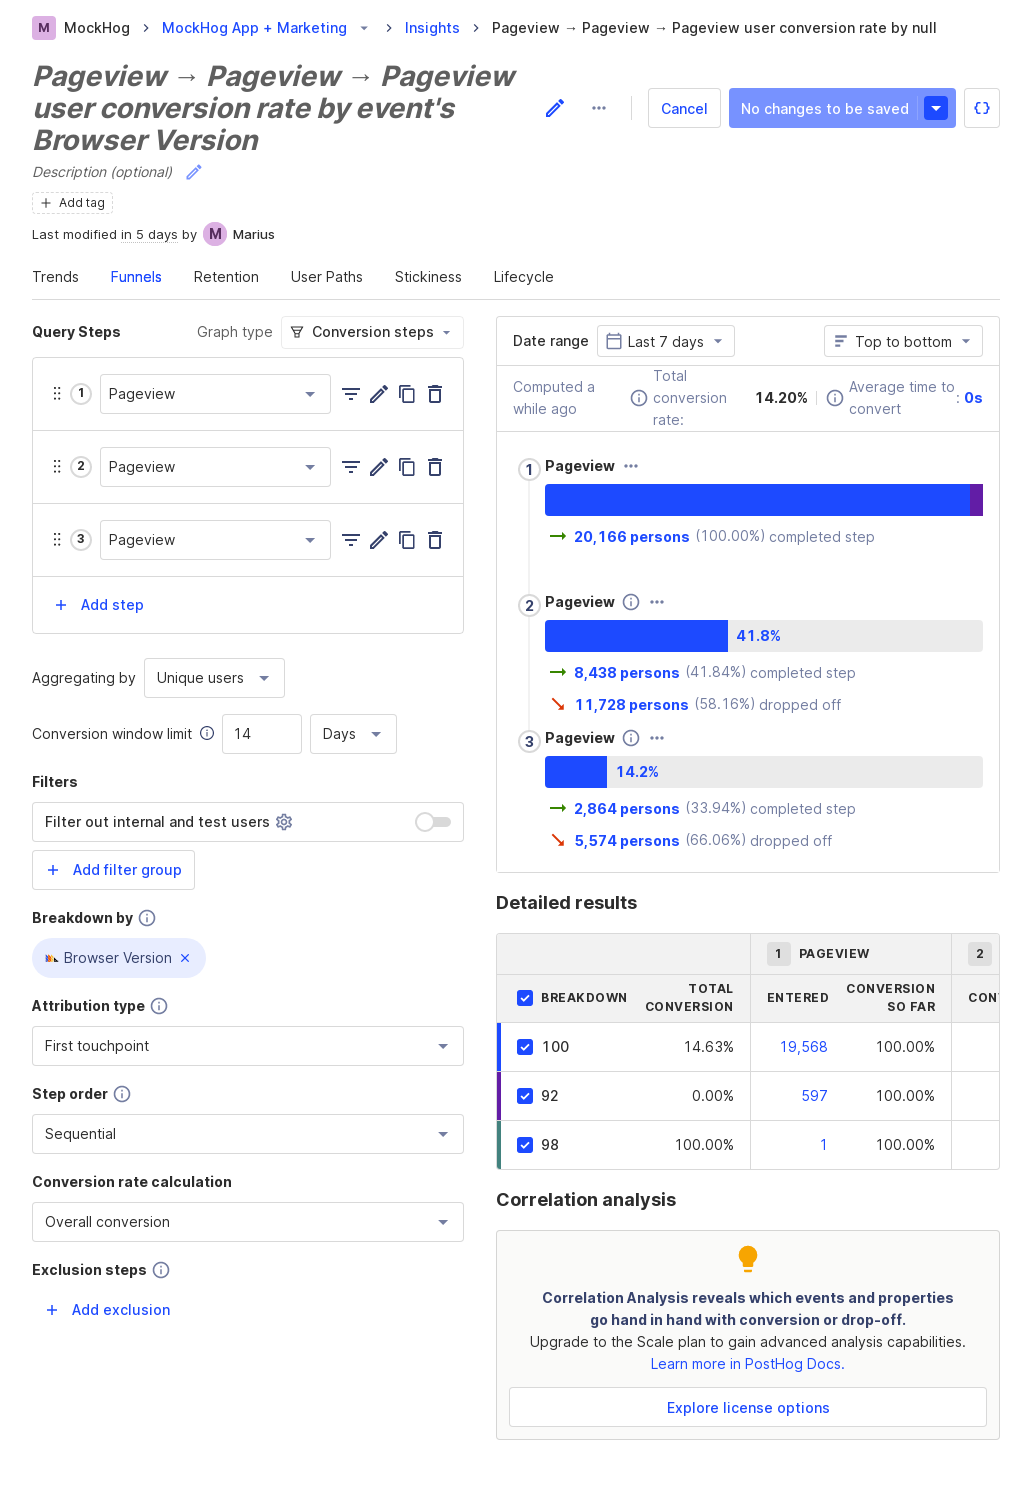 M MockHog > MockHog App + Marketing > Insights > Pageview → Pageview → Pageview user conversion rate by null
Pageview → Pageview → Pageview
user conversion rate by event's
Browser Version
Cancel
No changes to be saved
Description (optional)
Add tag
Last modified in 5 days by M Marius
Trends Funnels Retention User Paths Stickiness Lifecycle
Query Steps
Graph type
Conversion steps
1 Pageview
2 Pageview
3 Pageview
+ Add step
Aggregating by Unique users
Conversion window limit 14 Days
Filters
Filter out internal and test users
+ Add filter group
Breakdown by
Browser Version ×
Attribution type
First touchpoint
Step order
Sequential
Conversion rate calculation
Overall conversion
Exclusion steps
+ Add exclusion
Date range Last 7 days
Top to bottom
Computed a
while ago
Total
conversion
rate:
14.20%
Average time to
convert
: 0s
1 Pageview
20,166 persons (100.00%) completed step
2 Pageview
41.8%
8,438 persons (41.84%) completed step
11,728 persons (58.16%) dropped off
3 Pageview
14.2%
2,864 persons (33.94%) completed step
5,574 persons (66.06%) dropped off
Detailed results
1 PAGEVIEW 2
BREAKDOWN
TOTAL
CONVERSION
ENTERED
CONVERSION
SO FAR
100 14.63% 19,568 100.00%
92 0.00% 597 100.00%
98 100.00% 1 100.00%
Correlation analysis
Correlation Analysis reveals which events and properties
go hand in hand with conversion or drop-off.
Upgrade to the Scale plan to gain advanced analysis capabilities.
Learn more in PostHog Docs.
Explore license options